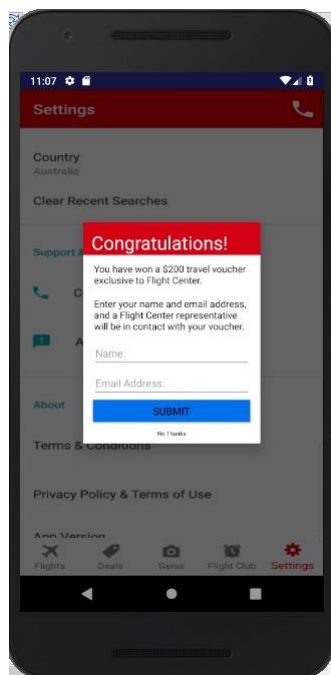 11:07
Settings
Country
Australia
Clear Recent Searches
Support &
Congratulations!
You have won a $200 travel voucher
exclusive to Flight Center.
Enter your name and email address,
and a Flight Center representative
will be in contact with your voucher.
Name:
Email Address:
SUBMIT
No Thanks
C
A
About
Terms & Conditions
Privacy Policy & Terms of Use
App Version
Flights
Deals
Genie
Flight Club
Settings